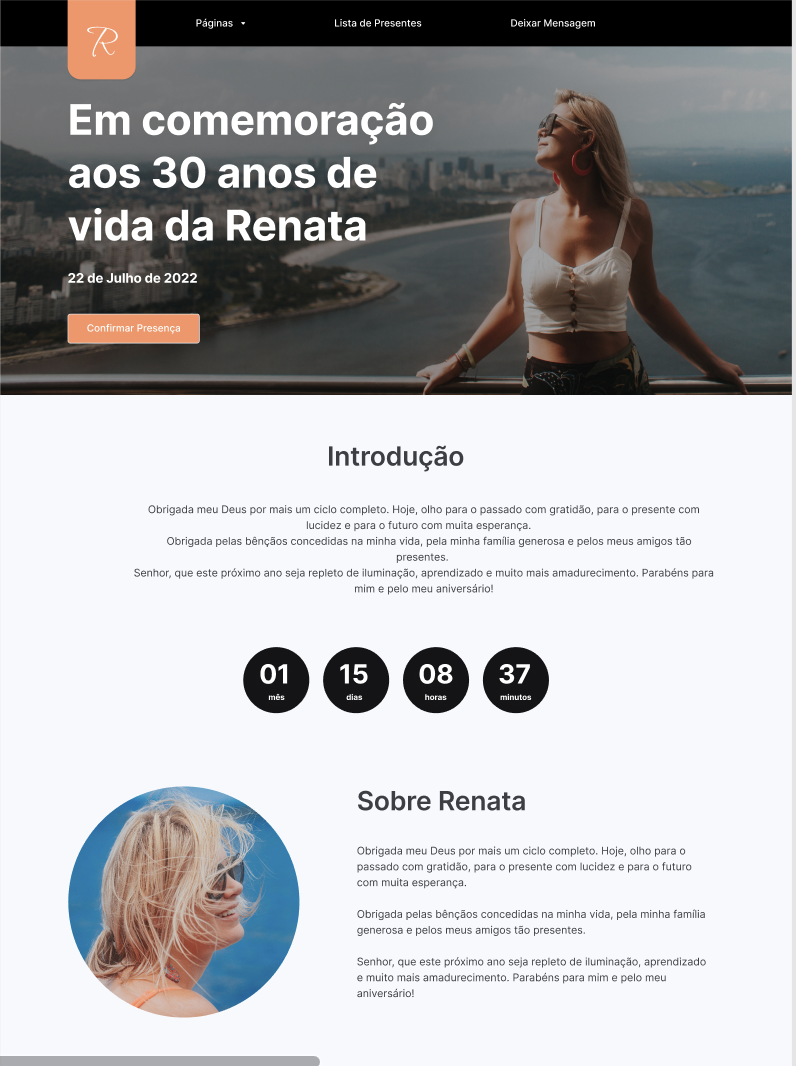 Páginas
Lista de Presentes
Deixar Mensagem
R
Em comemoração
aos 30 anos de
vida da Renata
22 de Julho de 2022
Confirmar Presença
Introdução
Obrigada meu Deus por mais um ciclo completo. Hoje, olho para o passado com gratidão, para o presente com
lucidez e para o futuro com muita esperança.
Obrigada pelas bênçãos concedidas na minha vida, pela minha família generosa e pelos meus amigos tão
presentes.
Senhor, que este próximo ano seja repleto de iluminação, aprendizado e muito mais amadurecimento. Parabéns para
mim e pelo meu aniversário!
01 15 08 37
mês dias horas minutos
Sobre Renata
Obrigada meu Deus por mais um ciclo completo. Hoje, olho para o
passado com gratidão, para o presente com lucidez e para o futuro
com muita esperança.
Obrigada pelas bênçãos concedidas na minha vida, pela minha família
generosa e pelos meus amigos tão presentes.
Senhor, que este próximo ano seja repleto de iluminação, aprendizado
e muito mais amadurecimento. Parabéns para mim e pelo meu
aniversário!